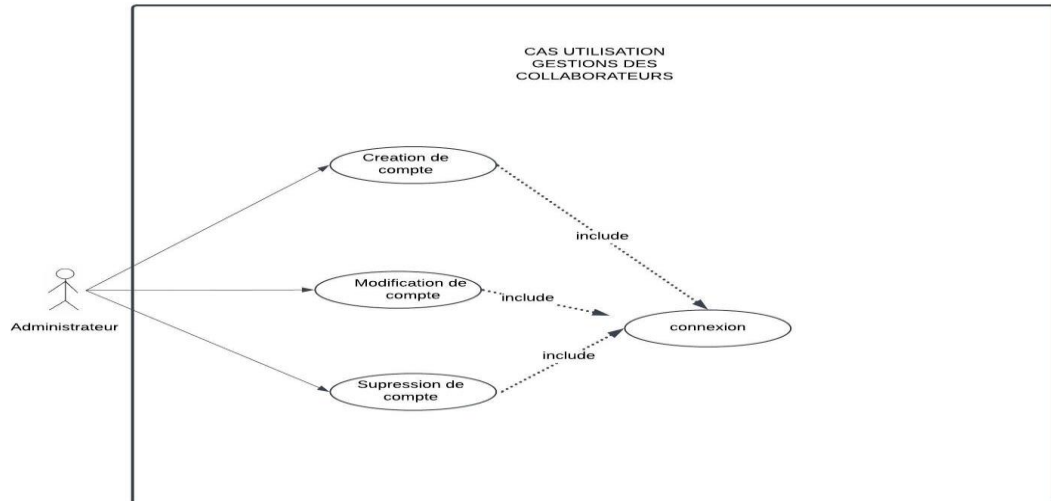 CAS UTILISATION
GESTIONS DES
COLLABORATEURS
Creation de
compte
include
Modification de
compte
include
Administrateur
connexion
include
Supression de
compte